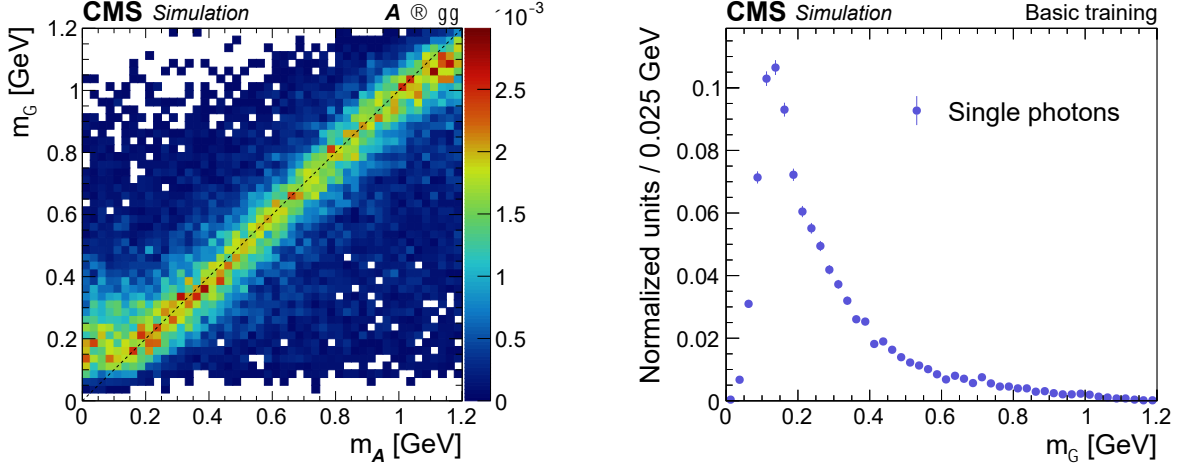 CMS Simulation A ® gg ´10⁻³
m_G [GeV]
1.2
1
0.8
0.6
0.4
0.2
0
0 0.2 0.4 0.6 0.8 1 1.2
m_A [GeV]
2.5
2
1.5
1
0.5
0
CMS Simulation Basic training
Normalized units / 0.025 GeV
0.1
0.08
0.06
0.04
0.02
0
Single photons
0 0.2 0.4 0.6 0.8 1 1.2
m_G [GeV]